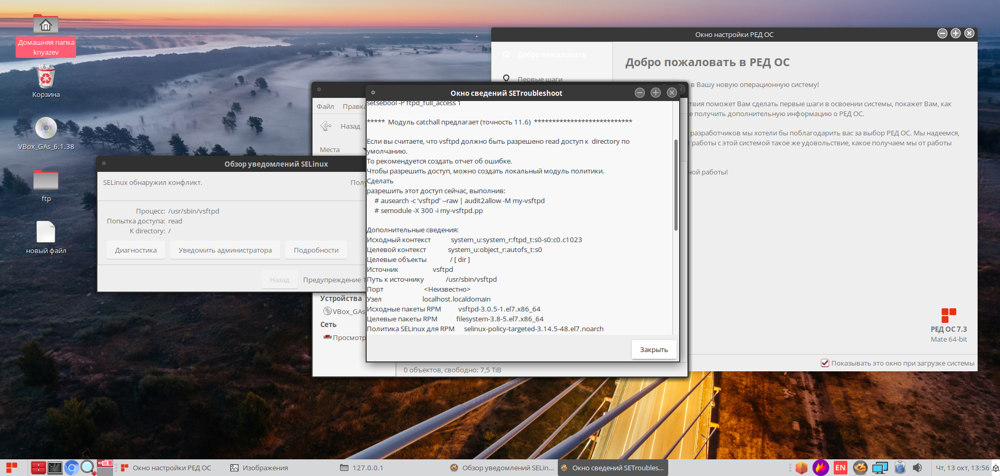 Домашняя папка
knyazev
Корзина
VBox_GAs_6.1.38
ftp
новый файл
Окно настройки РЕД ОС
Добро пожаловать
Первые шаги
Добро пожаловать в РЕД ОС
в Вашу новую операционную систему!
твия поможет Вам сделать первые шаги в освоении системы, покажет Вам, как
е получить дополнительную информацию о РЕД ОС.
разработчиков мы хотели бы поблагодарить вас за выбор РЕД ОС. Мы надеемся,
т работы с этой системой такое же удовольствие, какое получаем мы от работы
ной работы!
РЕД ОС 7.3
Mate 64-bit
Показывать это окно при загрузке системы
Файл Правка
Назад
Места
Устройства
VBox_GAs_
Сеть
Просмотр
0 объектов, свободно: 7,5 TiB
Обзор уведомлений SELinux
SELinux обнаружил конфликт.
Полу
Процесс: /usr/sbin/vsftpd
Попытка доступа: read
К directory: /
Диагностика Уведомить администратора Подробности
Назад Предупреждение 1
Окно сведений SETroubleshoot
setsebool -P ftpd_full_access 1
***** Модуль catchall предлагает (точность 11.6) ***************************
Если вы считаете, что vsftpd должно быть разрешено read доступ к directory по
умолчанию.
То рекомендуется создать отчет об ошибке.
Чтобы разрешить доступ, можно создать локальный модуль политики.
Сделать
разрешить этот доступ сейчас, выполнив:
# ausearch -c 'vsftpd' --raw | audit2allow -M my-vsftpd
# semodule -X 300 -i my-vsftpd.pp
Дополнительные сведения:
Исходный контекст system_u:system_r:ftpd_t:s0-s0:c0.c1023
Целевой контекст system_u:object_r:autofs_t:s0
Целевые объекты / [ dir ]
Источник vsftpd
Путь к источнику /usr/sbin/vsftpd
Порт <Неизвестно>
Узел localhost.localdomain
Исходные пакеты RPM vsftpd-3.0.5-1.el7.x86_64
Целевые пакеты RPM filesystem-3.8-5.el7.x86_64
Политика SELinux для RPM selinux-policy-targeted-3.14.5-48.el7.noarch
Закрыть
Окно настройки РЕД ОС
Изображения
127.0.0.1
Обзор уведомлений SELin...
Окно сведений SETroubles...
EN
Чт, 13 окт, 13:56